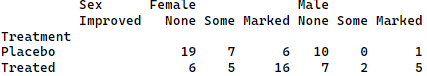 Sex Female Male
Improved None Some Marked None Some Marked
Treatment
Placebo 19 7 6 10 0 1
Treated 6 5 16 7 2 5